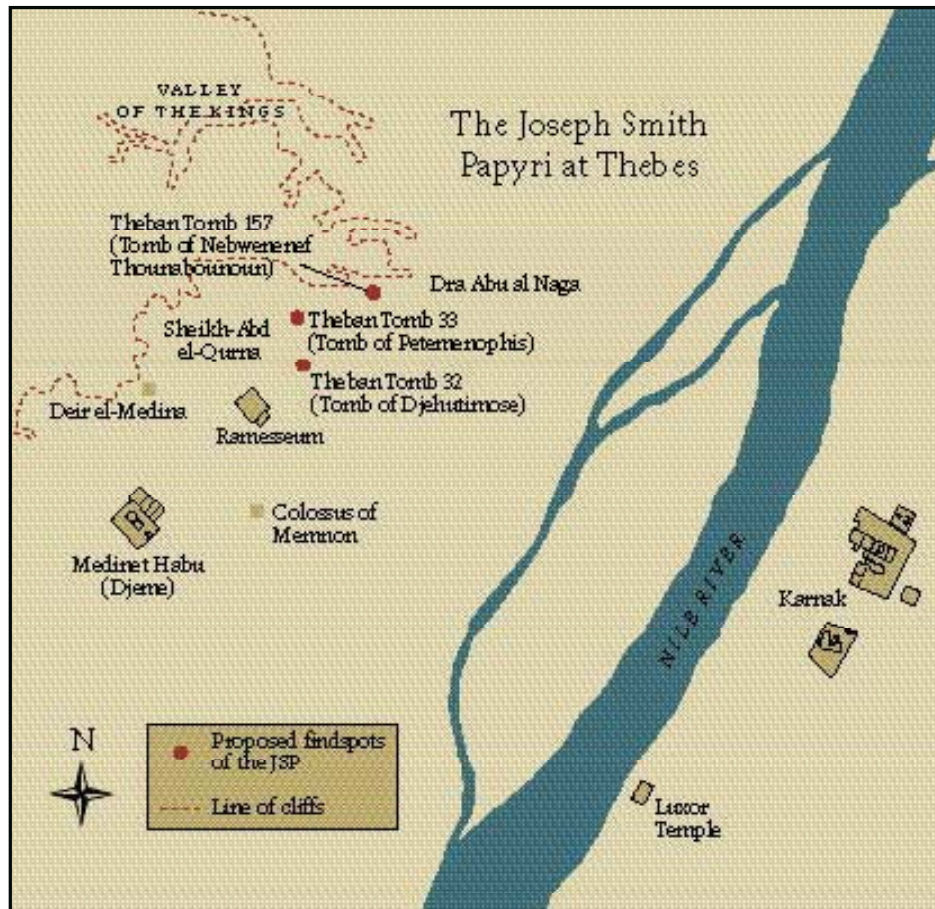 VALLEY
OF THE KINGS
The Joseph Smith
Papyri at Thebes
Theban Tomb 157
(Tomb of Nebwenenef
Thounabounoun)
Dra Abu al Naga
Sheikh-Abd
el-Qurna
Theban Tomb 33
(Tomb of Petemenophis)
Theban Tomb 32
(Tomb of Djehutimose)
Deir el-Medina
Ramesseum
Colossus of
Memnon
Medinet Habu
(Djeme)
NILE RIVER
Karnak
N
Proposed findspots
of the JSP
Line of cliffs
Luxor
Temple